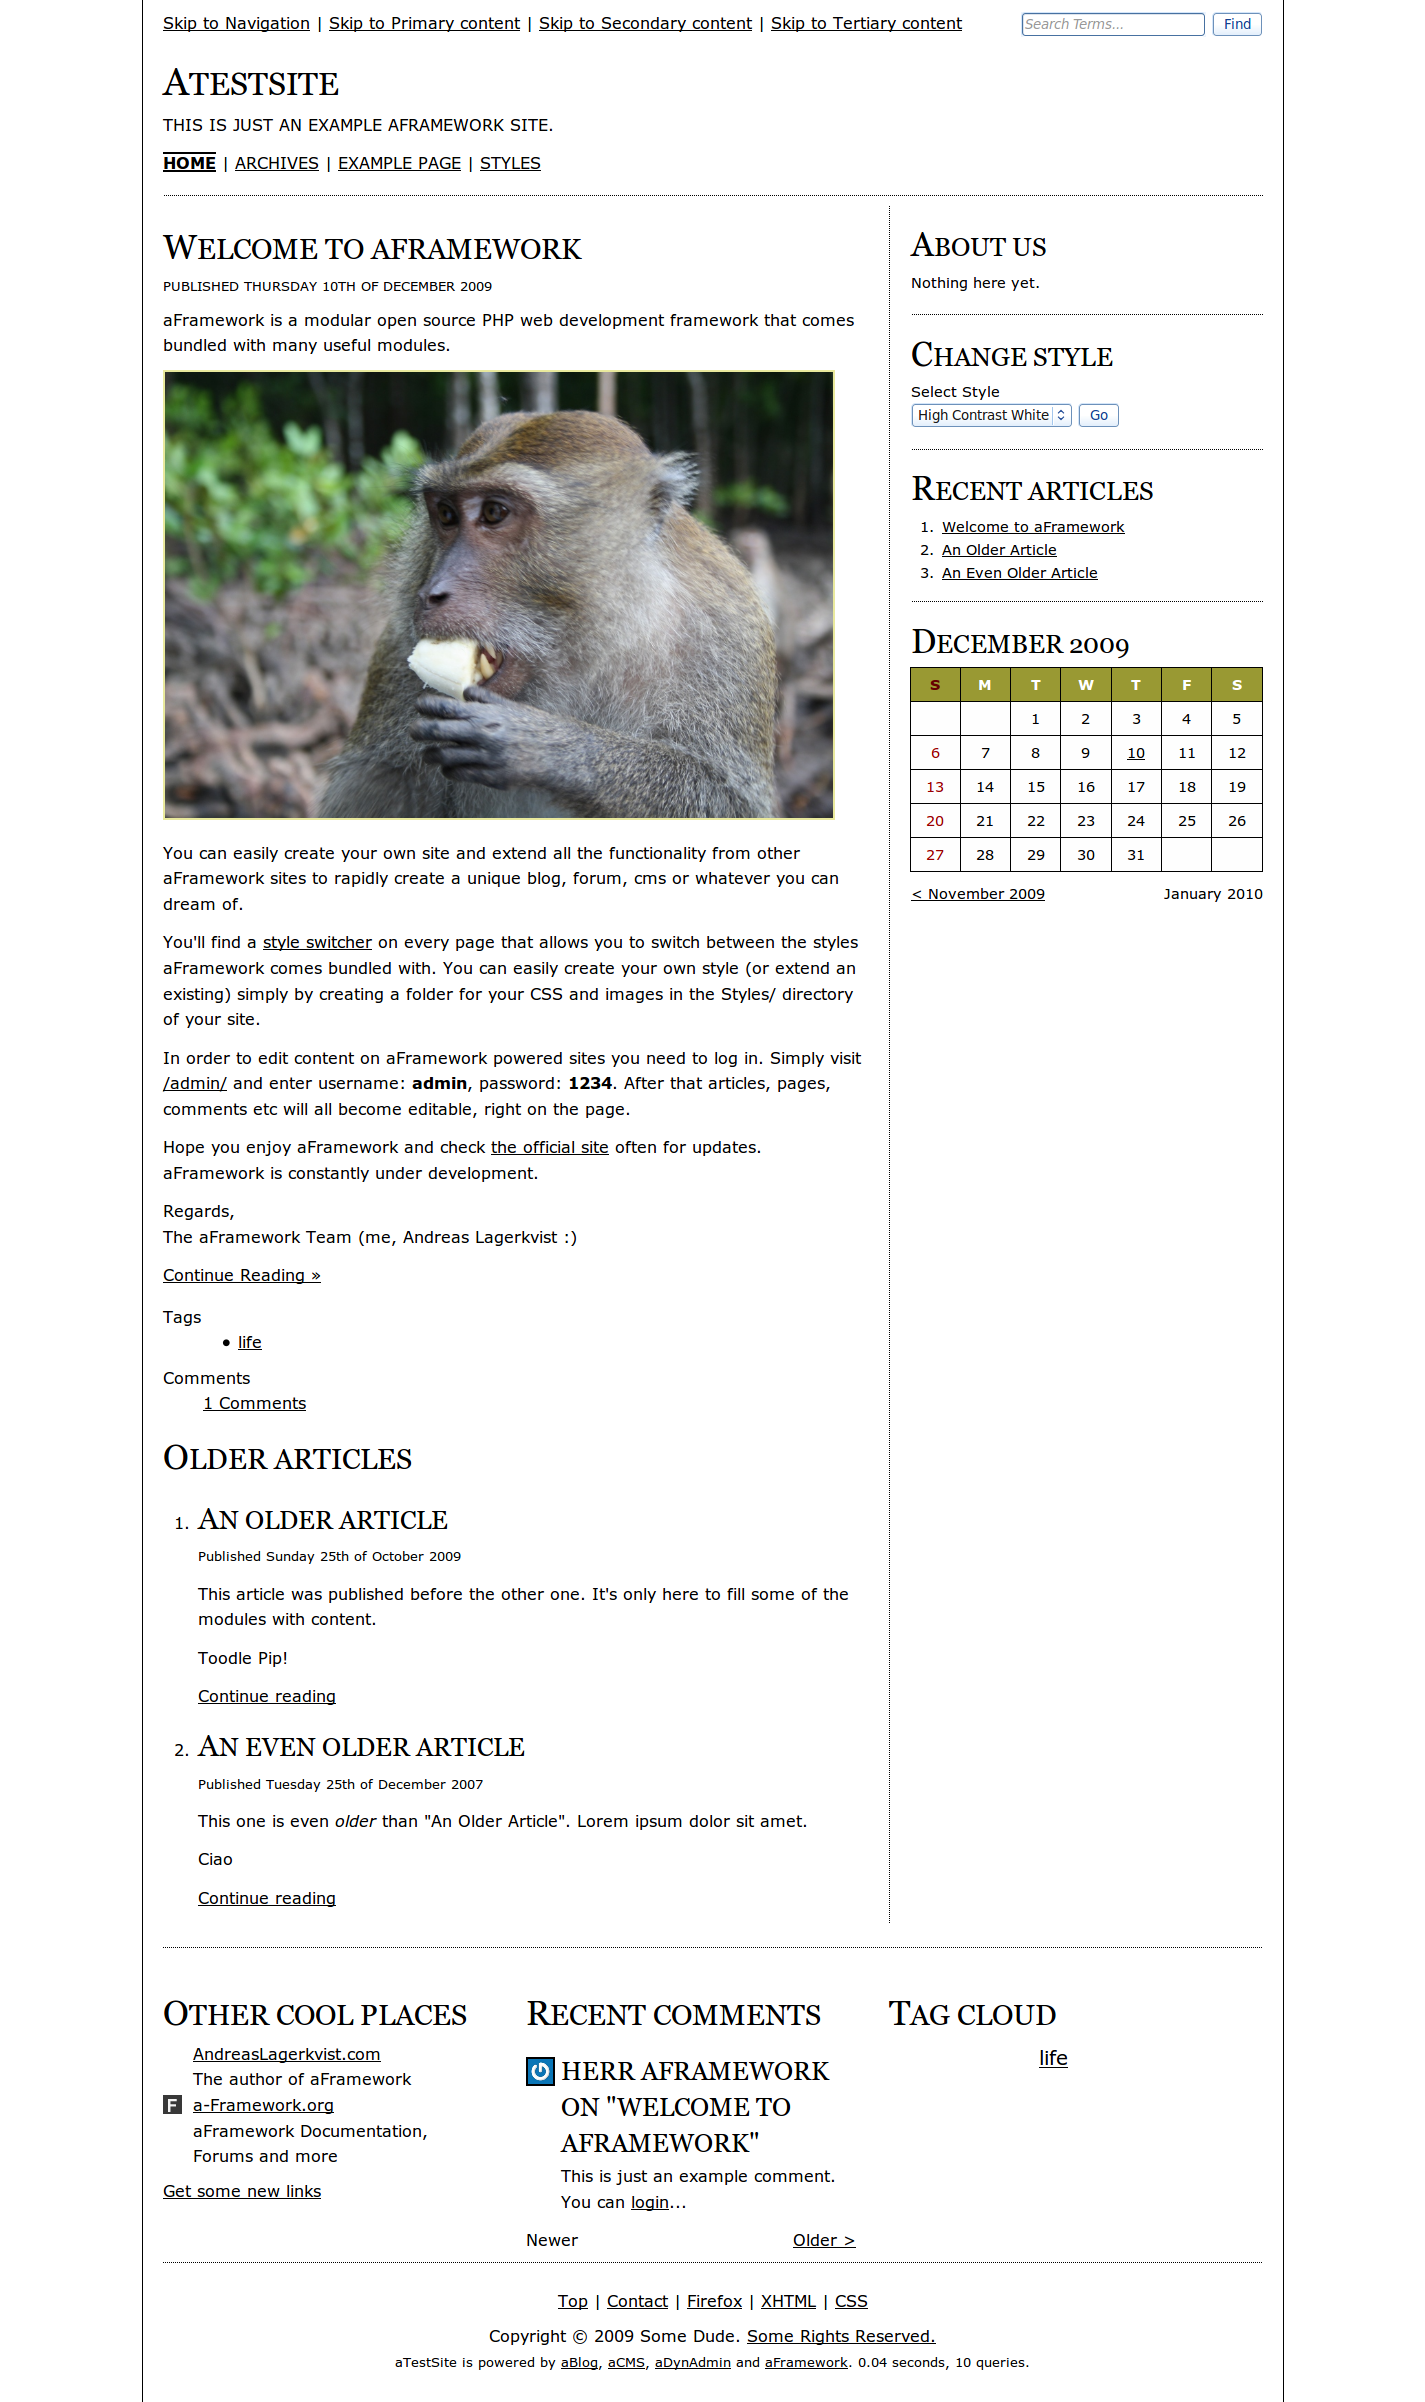 Skip to Navigation | Skip to Primary content | Skip to Secondary content | Skip to Tertiary content
Search Terms... Find
ATESTSITE
THIS IS JUST AN EXAMPLE AFRAMEWORK SITE.
HOME | ARCHIVES | EXAMPLE PAGE | STYLES
WELCOME TO AFRAMEWORK
PUBLISHED THURSDAY 10TH OF DECEMBER 2009
aFramework is a modular open source PHP web development framework that comes
bundled with many useful modules.
You can easily create your own site and extend all the functionality from other
aFramework sites to rapidly create a unique blog, forum, cms or whatever you can
dream of.
You'll find a style switcher on every page that allows you to switch between the styles
aFramework comes bundled with. You can easily create your own style (or extend an
existing) simply by creating a folder for your CSS and images in the Styles/ directory
of your site.
In order to edit content on aFramework powered sites you need to log in. Simply visit
/admin/ and enter username: admin, password: 1234. After that articles, pages,
comments etc will all become editable, right on the page.
Hope you enjoy aFramework and check the official site often for updates.
aFramework is constantly under development.
Regards,
The aFramework Team (me, Andreas Lagerkvist :)
Continue Reading »
Tags
• life
Comments
1 Comments
OLDER ARTICLES
1. AN OLDER ARTICLE
Published Sunday 25th of October 2009
This article was published before the other one. It's only here to fill some of the
modules with content.
Toodle Pip!
Continue reading
2. AN EVEN OLDER ARTICLE
Published Tuesday 25th of December 2007
This one is even older than "An Older Article". Lorem ipsum dolor sit amet.
Ciao
Continue reading
ABOUT US
Nothing here yet.
CHANGE STYLE
Select Style
High Contrast White Go
RECENT ARTICLES
1. Welcome to aFramework
2. An Older Article
3. An Even Older Article
DECEMBER 2009
S M T W T F S
1 2 3 4 5
6 7 8 9 10 11 12
13 14 15 16 17 18 19
20 21 22 23 24 25 26
27 28 29 30 31
< November 2009 January 2010
OTHER COOL PLACES
AndreasLagerkvist.com
The author of aFramework
F a-Framework.org
aFramework Documentation,
Forums and more
Get some new links
RECENT COMMENTS
HERR AFRAMEWORK
ON "WELCOME TO
AFRAMEWORK"
This is just an example comment.
You can login...
Newer Older >
TAG CLOUD
life
Top | Contact | Firefox | XHTML | CSS
Copyright © 2009 Some Dude. Some Rights Reserved.
aTestSite is powered by aBlog, aCMS, aDynAdmin and aFramework. 0.04 seconds, 10 queries.